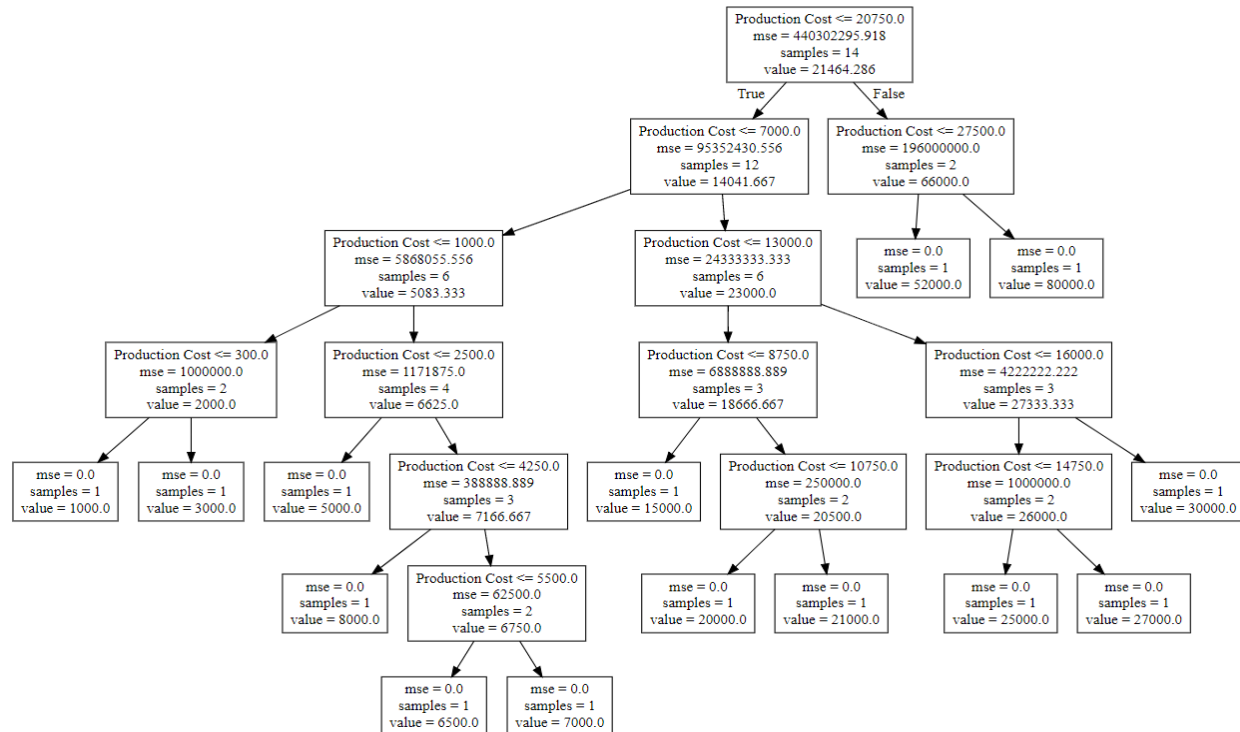 Production Cost <= 20750.0
mse = 440302295.918
samples = 14
value = 21464.286
True
False
Production Cost <= 7000.0
mse = 95352430.556
samples = 12
value = 14041.667
Production Cost <= 27500.0
mse = 196000000.0
samples = 2
value = 66000.0
Production Cost <= 1000.0
mse = 5868055.556
samples = 6
value = 5083.333
Production Cost <= 13000.0
mse = 24333333.333
samples = 6
value = 23000.0
mse = 0.0
samples = 1
value = 52000.0
mse = 0.0
samples = 1
value = 80000.0
Production Cost <= 300.0
mse = 1000000.0
samples = 2
value = 2000.0
Production Cost <= 2500.0
mse = 1171875.0
samples = 4
value = 6625.0
Production Cost <= 8750.0
mse = 6888888.889
samples = 3
value = 18666.667
Production Cost <= 16000.0
mse = 4222222.222
samples = 3
value = 27333.333
mse = 0.0
samples = 1
value = 1000.0
mse = 0.0
samples = 1
value = 3000.0
mse = 0.0
samples = 1
value = 5000.0
Production Cost <= 4250.0
mse = 388888.889
samples = 3
value = 7166.667
mse = 0.0
samples = 1
value = 15000.0
Production Cost <= 10750.0
mse = 250000.0
samples = 2
value = 20500.0
Production Cost <= 14750.0
mse = 1000000.0
samples = 2
value = 26000.0
mse = 0.0
samples = 1
value = 30000.0
mse = 0.0
samples = 1
value = 8000.0
Production Cost <= 5500.0
mse = 62500.0
samples = 2
value = 6750.0
mse = 0.0
samples = 1
value = 20000.0
mse = 0.0
samples = 1
value = 21000.0
mse = 0.0
samples = 1
value = 25000.0
mse = 0.0
samples = 1
value = 27000.0
mse = 0.0
samples = 1
value = 6500.0
mse = 0.0
samples = 1
value = 7000.0